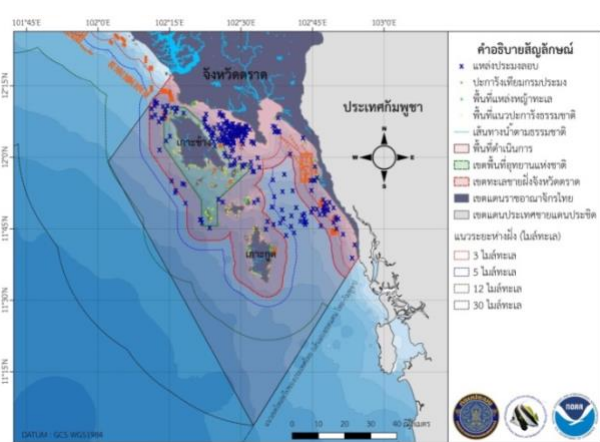 101°45'E 102°0'E 102°15'E 102°30'E 102°45'E 103°0'E
12°15'N
12°0'N
11°45'N
11°30'N
11°15'N
จังหวัดตราด
ประเทศกัมพูชา
เกาะช้าง
เกาะกูด
คำอธิบายสัญลักษณ์
แหล่งประมงลอบ
ปะการังเทียมกรมประมง
พื้นที่แหล่งหญ้าทะเล
พื้นที่แนวปะการังธรรมชาติ
เส้นทางน้ำตามธรรมชาติ
พื้นที่ดำเนินการ
เขตพื้นที่อุทยานแห่งชาติ
เขตทะเลชายฝั่งจังหวัดตราด
เขตแดนราชอาณาจักรไทย
เขตแดนประเทศชายแดนประชิด
แนวระยะห่างฝั่ง (ไมล์ทะเล)
3 ไมล์ทะเล
5 ไมล์ทะเล
12 ไมล์ทะเล
30 ไมล์ทะเล
DATUM : GCS WGS1984
0 10 20 30 40 กิโลเมตร
NOAA